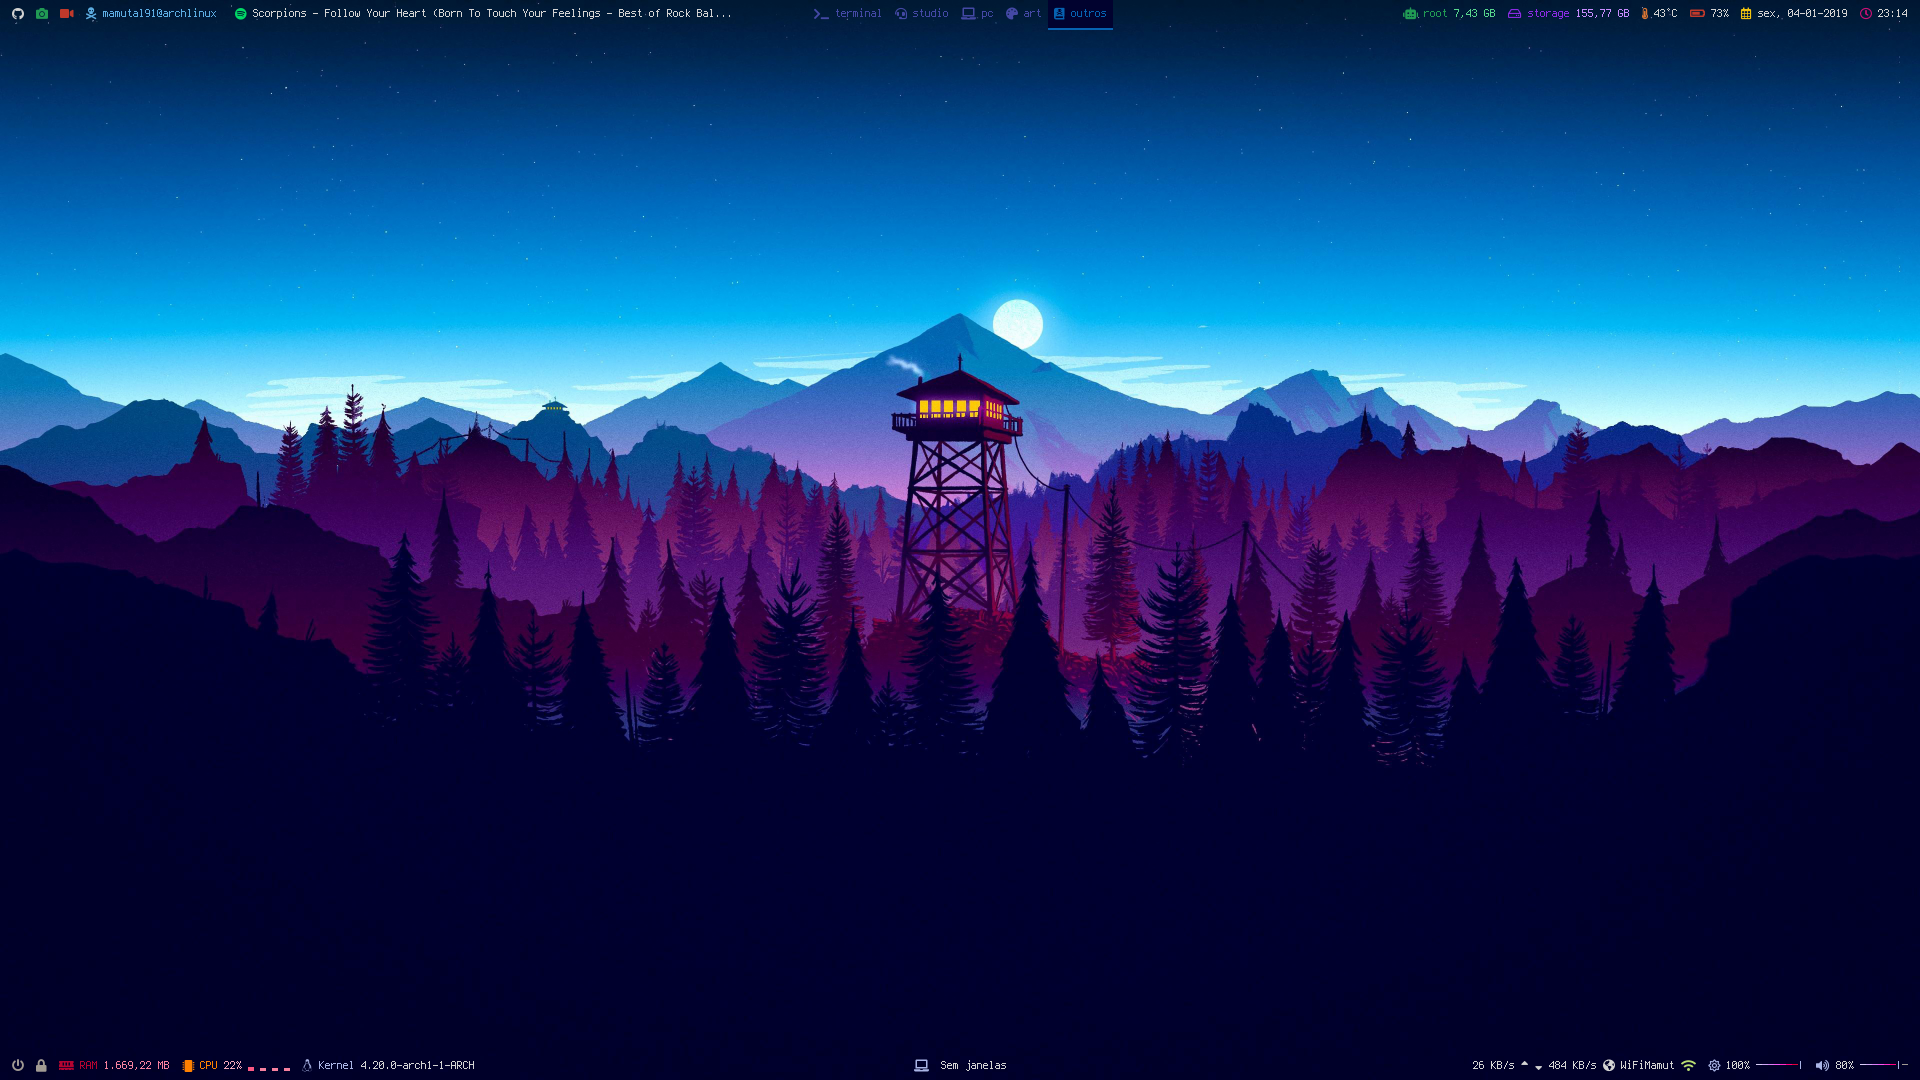 mamutal91@archlinux Scorpions - Follow Your Heart (Born To Touch Your Feelings - Best of Rock Bal... terminal studio pc art outros root 7,43 GB storage 155,77 GB 43°C 73% sex, 04-01-2019 23:14
RAM 1.669,22 MB CPU 22% Kernel 4.20.0-arch1-1-ARCH Sem janelas 26 KB/s 484 KB/s WiFiMamut 100% 80%